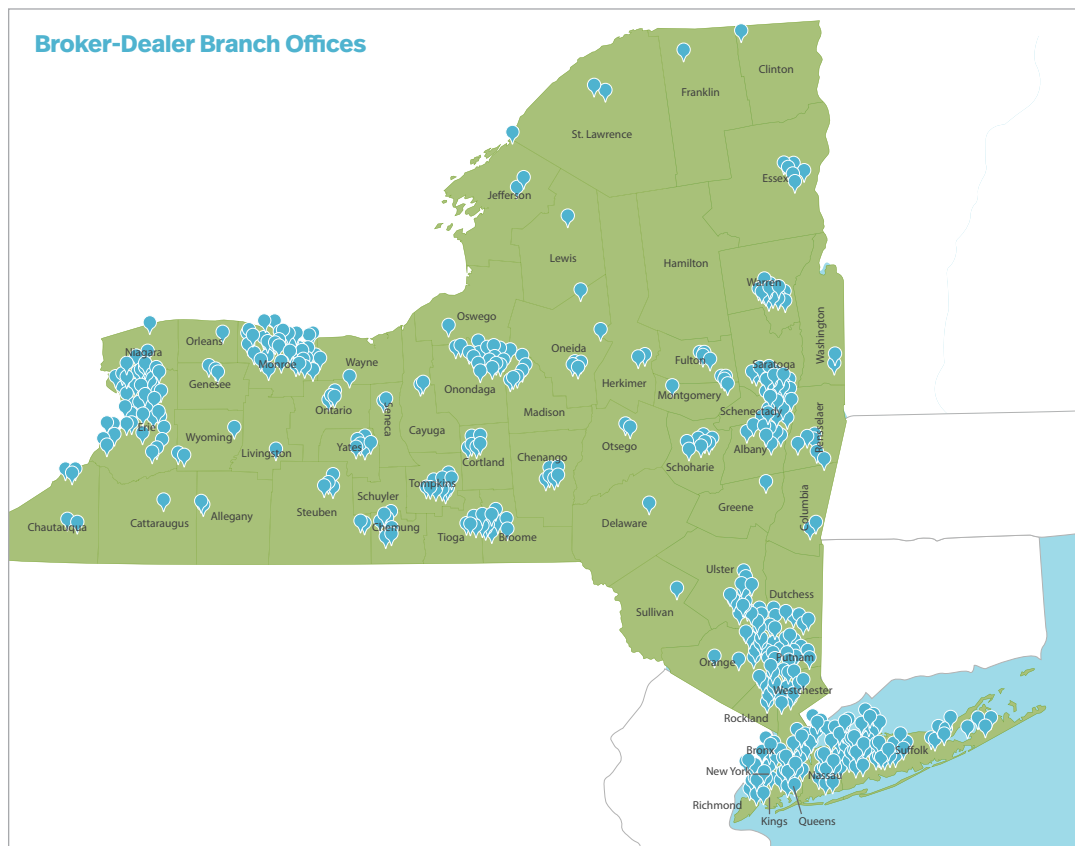 Broker-Dealer Branch Offices
Clinton
Franklin
St. Lawrence
Essex
Jefferson
Lewis
Hamilton
Warren
Washington
Oswego
Orleans
Niagara
Monroe
Wayne
Oneida
Fulton
Saratoga
Genesee
Onondaga
Herkimer
Montgomery
Ontario
Seneca
Madison
Schenectady
Rensselaer
Erie
Wyoming
Cayuga
Otsego
Livingston
Yates
Cortland
Chenango
Schoharie
Albany
Tompkins
Schuyler
Greene
Columbia
Steuben
Allegany
Cattaraugus
Chautauqua
Chemung
Tioga
Broome
Delaware
Ulster
Dutchess
Sullivan
Putnam
Orange
Westchester
Rockland
Bronx
Suffolk
New York
Nassau
Richmond
Kings
Queens